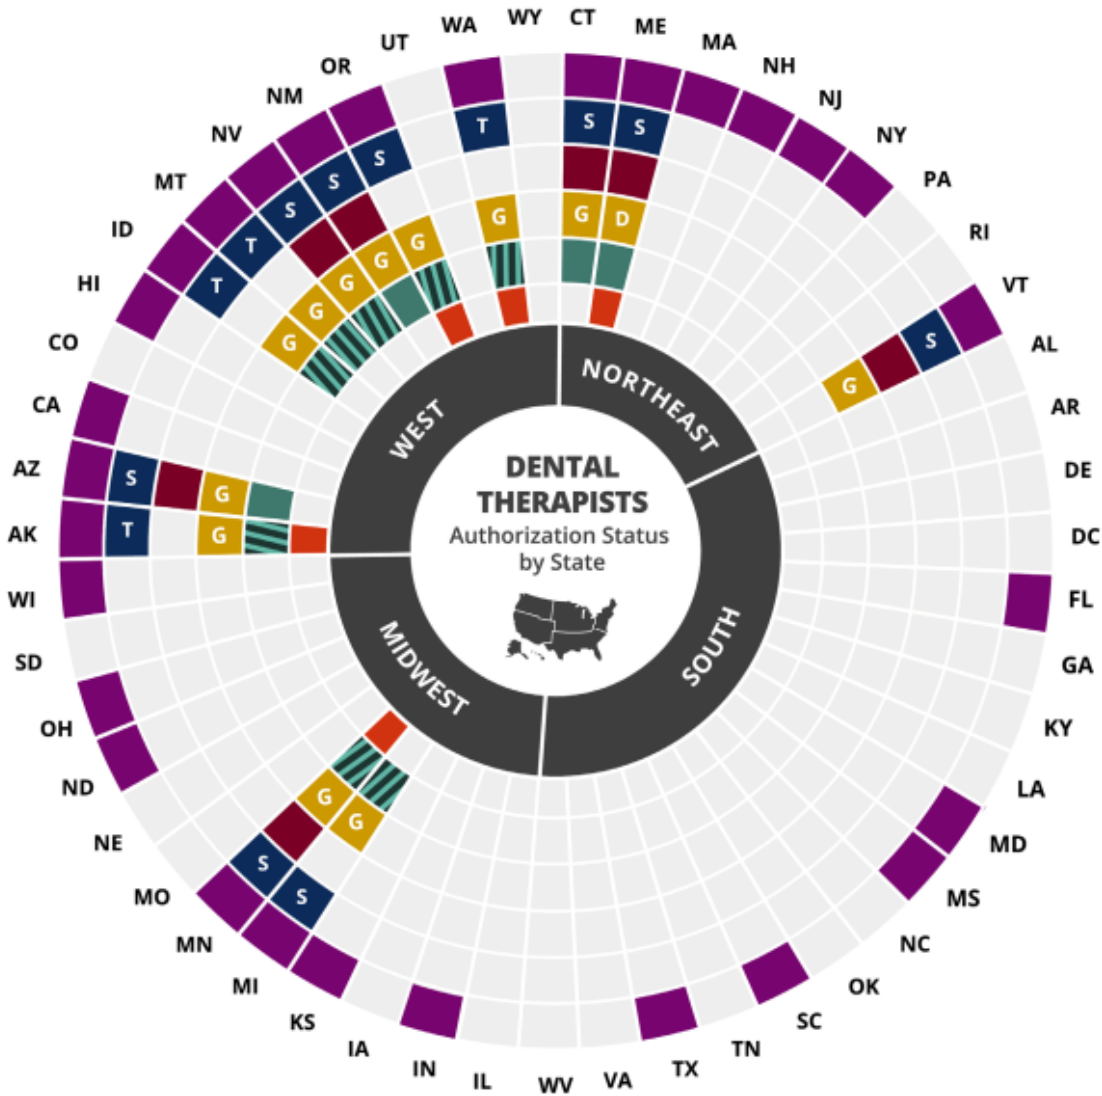 DENTAL
THERAPISTS
Authorization Status
by State
NORTHEAST
SOUTH
MIDWEST
WEST
CT
ME
MA
NH
NJ
NY
PA
RI
VT
AL
AR
DE
DC
FL
GA
KY
LA
MD
MS
NC
OK
SC
TN
TX
VA
WV
IL
IN
IA
KS
MI
MN
MO
NE
ND
OH
SD
WI
AK
AZ
CA
CO
HI
ID
MT
NV
NM
OR
UT
WA
WY
S
G
S
D
S
G
S
G
S
G
T
G
S
G
T
T
G
S
G
S
G
S
G
T
G